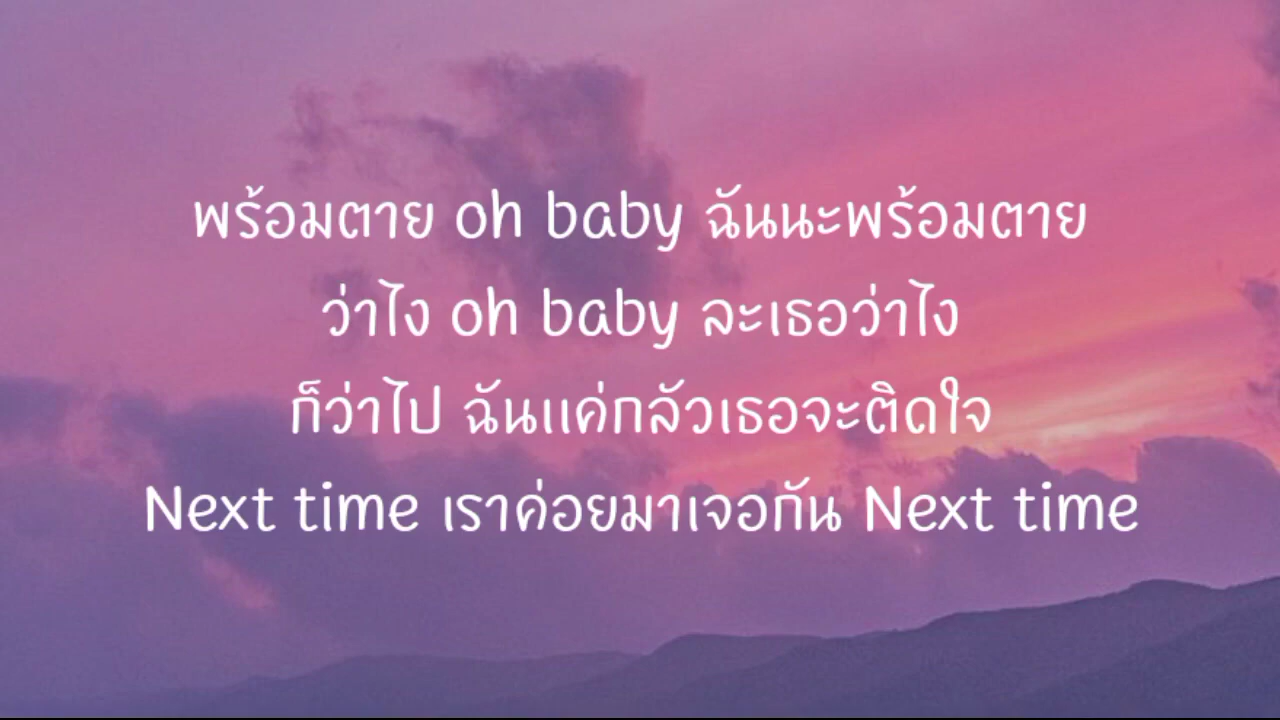 พร้อมตาย oh baby ฉันนะพร้อมตาย
ว่าไง oh baby ละเธอว่าไง
ก็ว่าไป ฉันแค่กลัวเธอจะติดใจ
Next time เราค่อยมาเจอกัน Next time